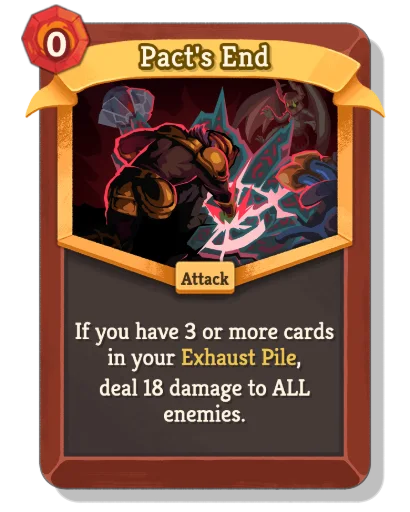 0
Pact's End
Attack
If you have 3 or more cards
in your Exhaust Pile,
deal 18 damage to ALL
enemies.